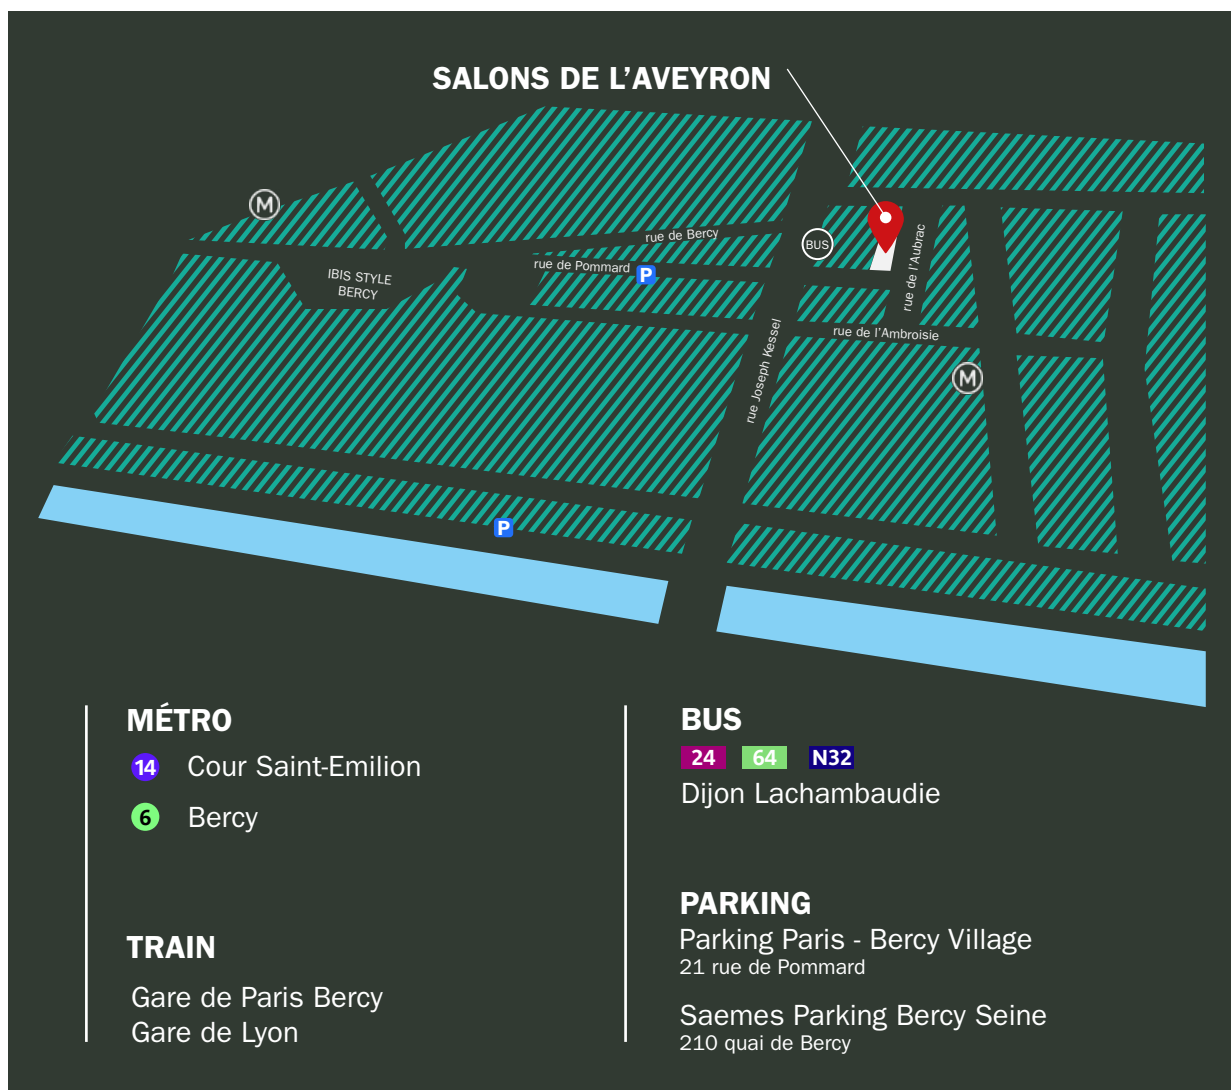 SALONS DE L’AVEYRON
M
rue de Bercy
BUS
rue de l’Aubrac
rue de Pommard
P
IBIS STYLE
BERCY
rue Joseph Kessel
rue de l’Ambroisie
M
P
MÉTRO
14 Cour Saint-Emilion
6 Bercy
TRAIN
Gare de Paris Bercy
Gare de Lyon
BUS
24 64 N32
Dijon Lachambaudie
PARKING
Parking Paris - Bercy Village
21 rue de Pommard
Saemes Parking Bercy Seine
210 quai de Bercy